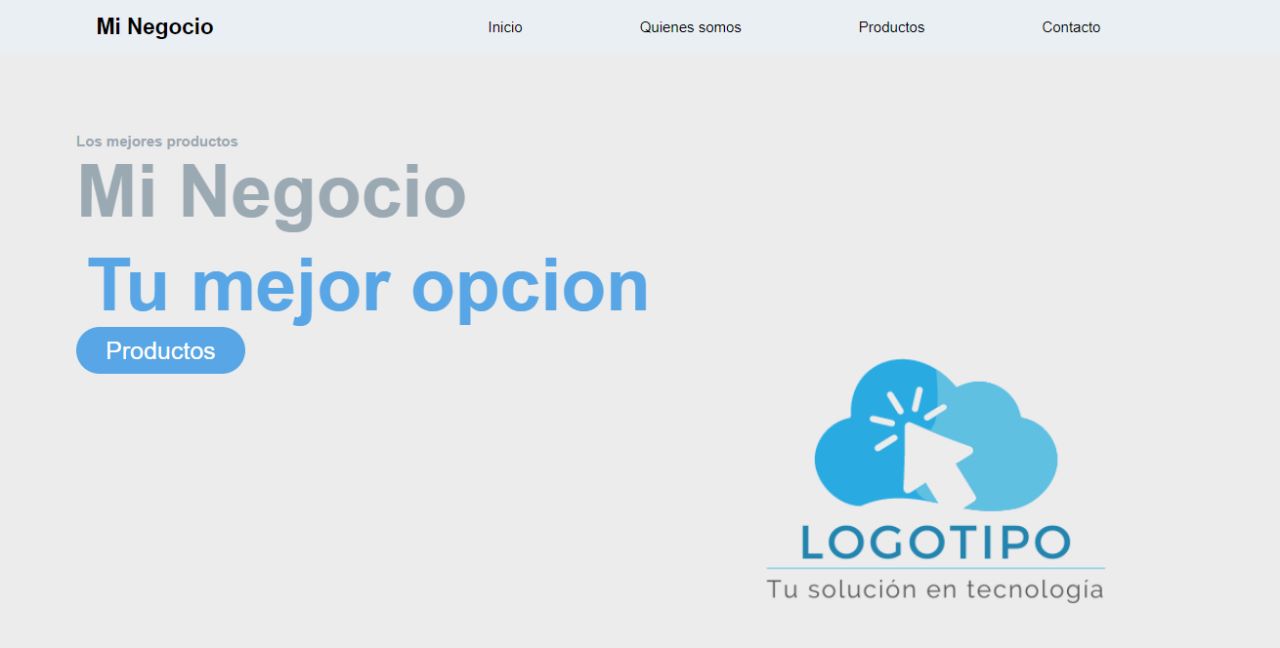 Mi Negocio
Inicio
Quienes somos
Productos
Contacto
Los mejores productos
Mi Negocio
Tu mejor opcion
Productos
LOGOTIPO
Tu solución en tecnología